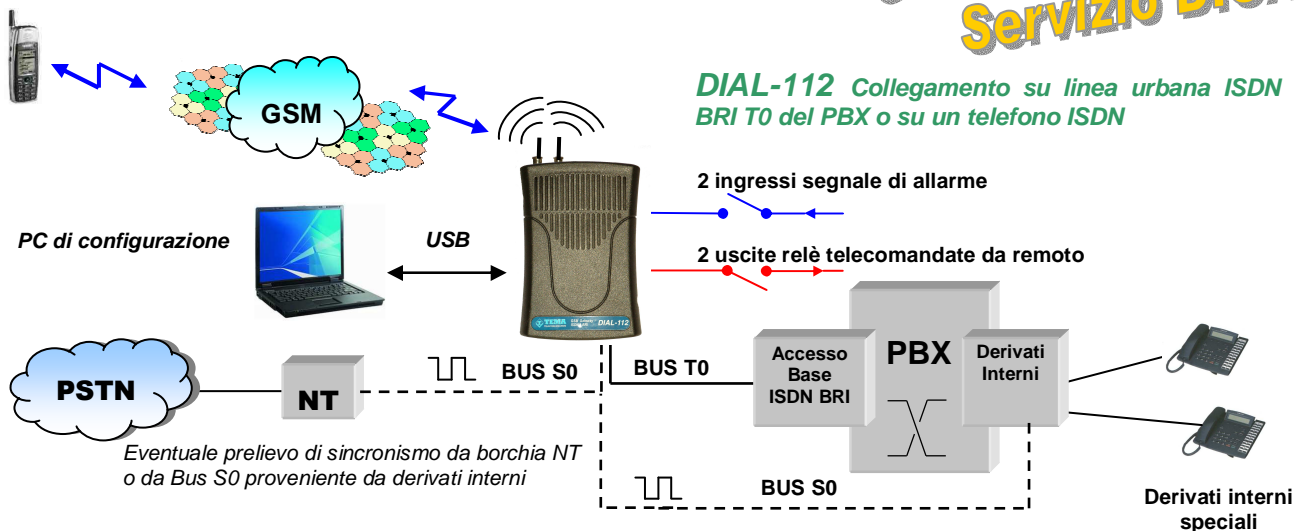 Servizio
DIAL-112 Collegamento su linea urbana ISDN
BRI T0 del PBX o su un telefono ISDN
GSM
2 ingressi segnale di allarme
PC di configurazione
USB
2 uscite relè telecomandate da remoto
TEMA
DIAL-112
PSTN
NT
BUS S0
BUS T0
Accesso
Base
ISDN BRI
PBX
Derivati
Interni
Eventuale prelievo di sincronismo da borchia NT
o da Bus S0 proveniente da derivati interni
BUS S0
Derivati interni
speciali